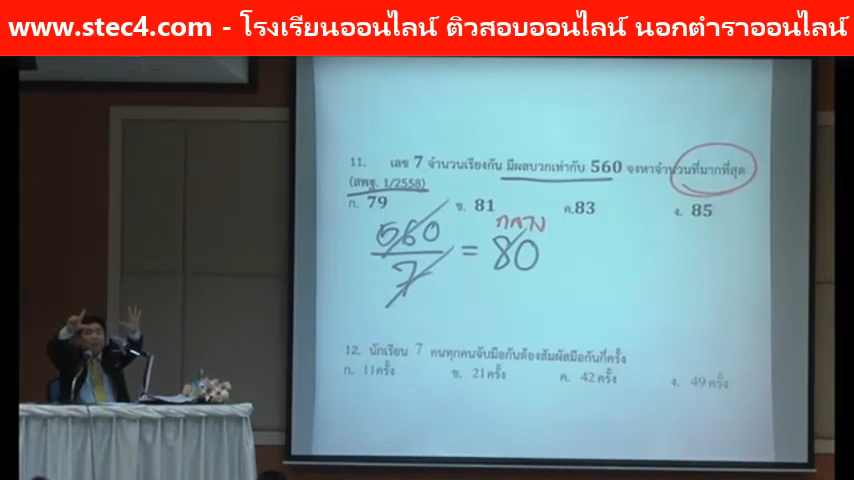 www.stec4.com - โรงเรียนออนไลน์ ติวสอบออนไลน์ นอกตำราออนไลน์
11. เลข 7 จำนวนเรียงกัน มีผลบวกเท่ากับ 560 จงหาจำนวนที่มากที่สุด
(สพฐ. 1/2558)
ก. 79 ข. 81 ค.83 ง. 85
กลาง
560
7
= 80
12. นักเรียน 7 คนทุกคนจับมือกันต้องสัมผัสมือกันกี่ครั้ง
ก. 11ครั้ง ข. 21ครั้ง ค. 42ครั้ง ง. 49ครั้ง